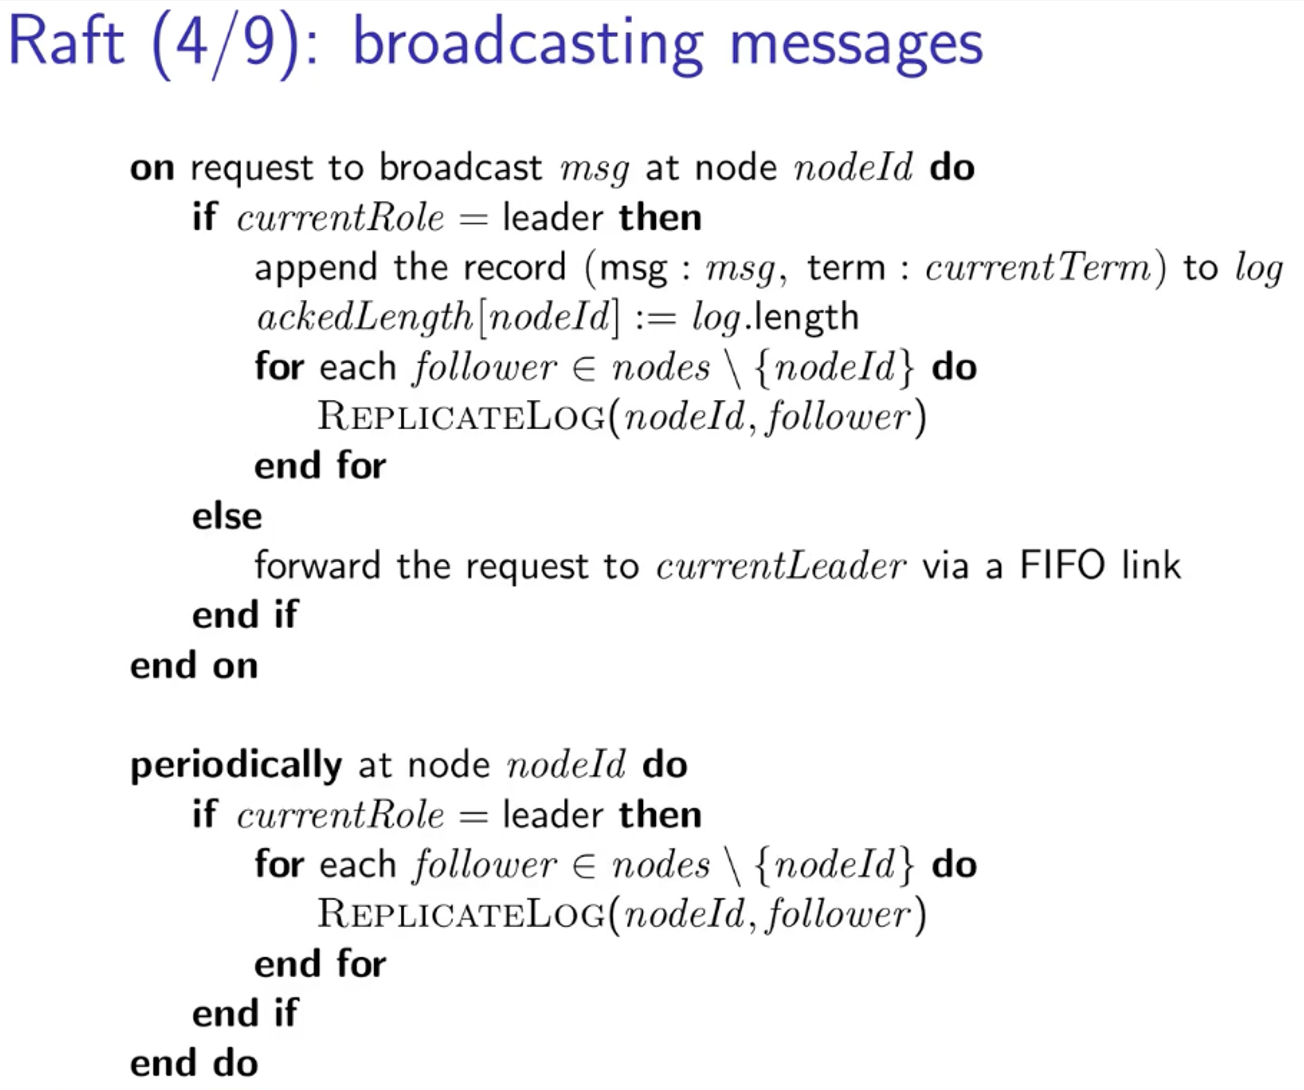 Raft (4/9): broadcasting messages
on request to broadcast msg at node nodeId do
if currentRole = leader then
append the record (msg : msg, term : currentTerm) to log
ackedLength[nodeId] := log.length
for each follower ∈ nodes \ {nodeId} do
REPLICATELOG(nodeId, follower)
end for
else
forward the request to currentLeader via a FIFO link
end if
end on
periodically at node nodeId do
if currentRole = leader then
for each follower ∈ nodes \ {nodeId} do
REPLICATELOG(nodeId, follower)
end for
end if
end do